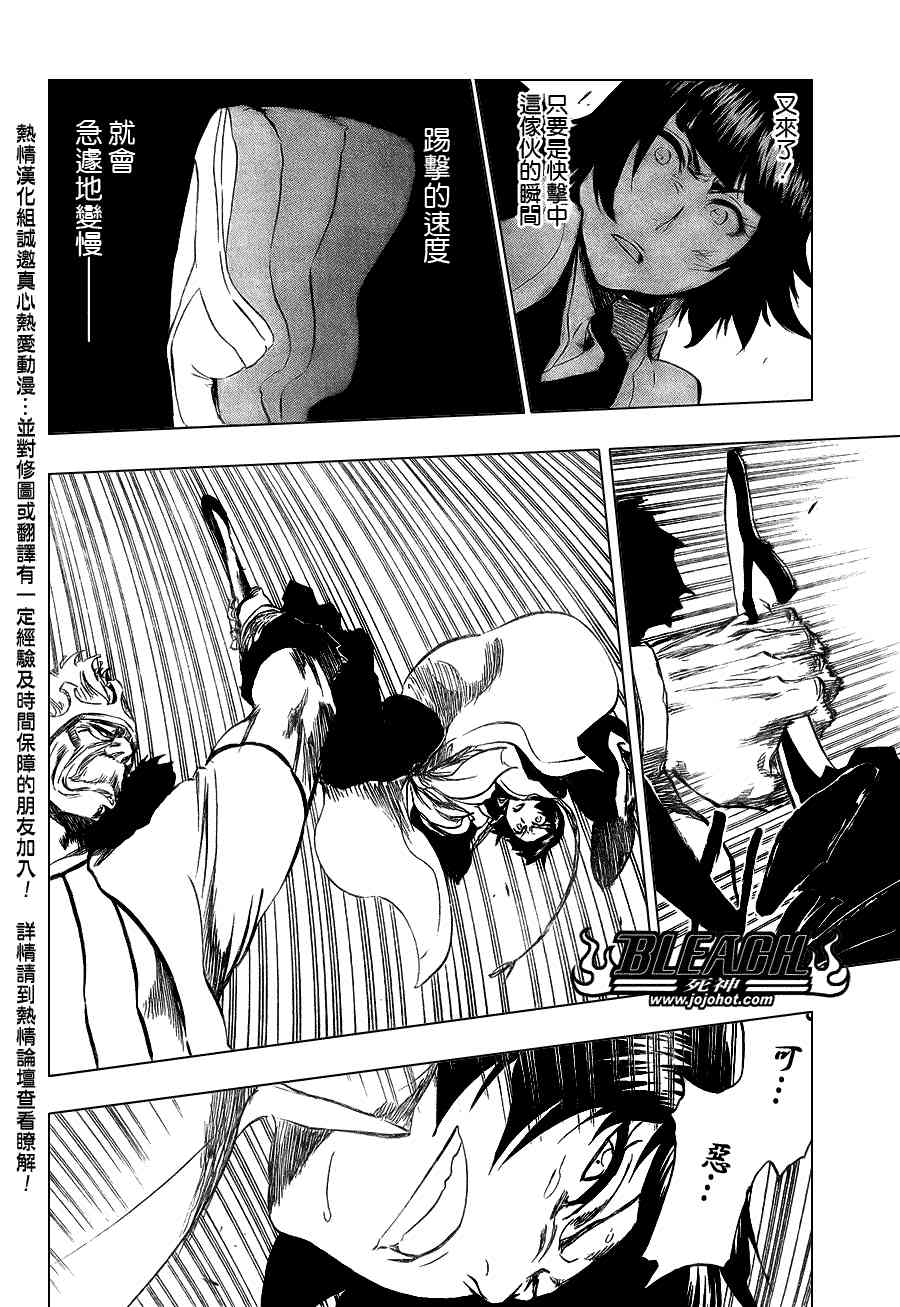 又來了！
只要是快擊中
這傢伙的瞬間
踢擊的速度
就會
急遽地變慢——
可…
惡…
BLEACH
死神
www.jojohot.com
熱情漢化組誠邀真心熱愛動漫…並對修圖或翻譯有一定經驗及時間保障的朋友加入！ 詳情請到熱情論壇查看瞭解！